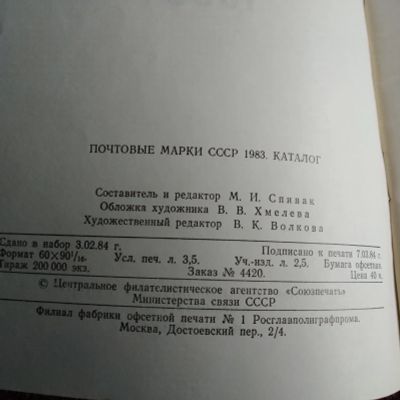 ПОЧТОВЫЕ МАРКИ СССР 1983. КАТАЛОГ
Составитель и редактор М. И. Спивак
Обложка художника В. В. Хмелева
Художественный редактор В. К. Волкова
Сдано в набор 3.02.84 г. Подписано к печати 7.03.84 г.
Формат 60×90¹/₁₆. Усл. печ. л. 3,5. Уч.-изд. л. 2,5. Бумага офсетная.
Тираж 200 000 экз. Заказ № 4420. Цена 40 к.
© Центральное филателистическое агентство «Союзпечать»
Министерства связи СССР
Филиал фабрики офсетной печати № 1 Росглавполиграфпрома.
Москва, Достоевский пер., 2/4.